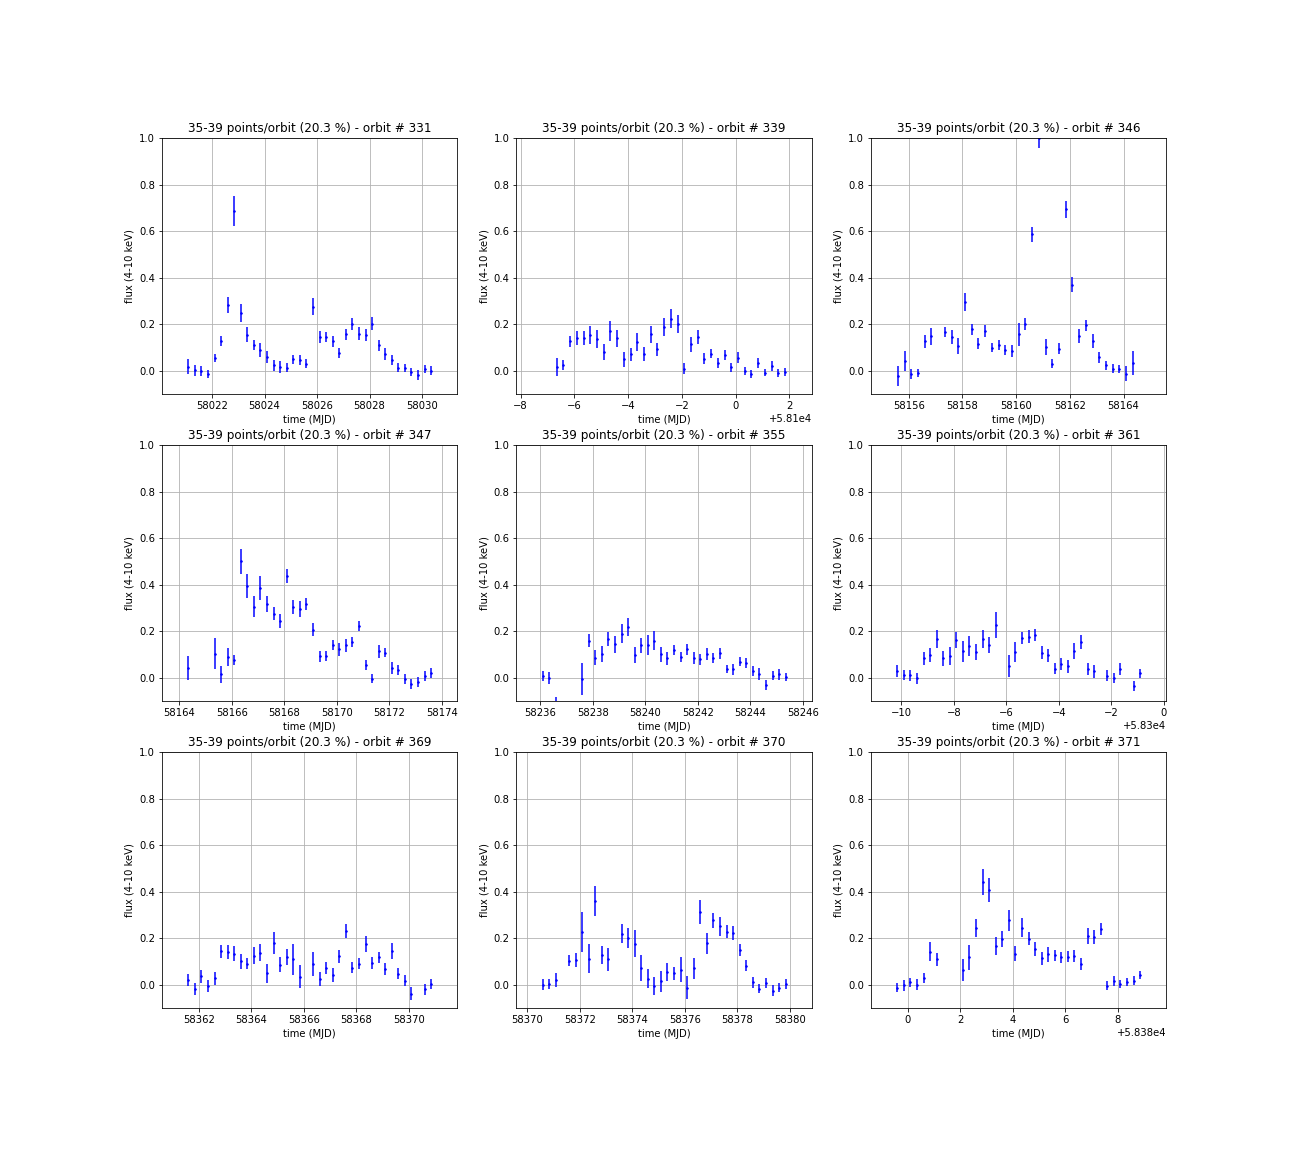 35-39 points/orbit (20.3 %) - orbit # 331
1.0
0.8
0.6
0.4
0.2
0.0
flux (4-10 keV)
58022 58024 58026 58028 58030
time (MJD)
35-39 points/orbit (20.3 %) - orbit # 339
1.0
0.8
0.6
0.4
0.2
0.0
flux (4-10 keV)
−8 −6 −4 −2 0 2
+5.81e4
time (MJD)
35-39 points/orbit (20.3 %) - orbit # 346
1.0
0.8
0.6
0.4
0.2
0.0
flux (4-10 keV)
58156 58158 58160 58162 58164
time (MJD)
35-39 points/orbit (20.3 %) - orbit # 347
1.0
0.8
0.6
0.4
0.2
0.0
flux (4-10 keV)
58164 58166 58168 58170 58172 58174
time (MJD)
35-39 points/orbit (20.3 %) - orbit # 355
1.0
0.8
0.6
0.4
0.2
0.0
flux (4-10 keV)
58236 58238 58240 58242 58244 58246
time (MJD)
35-39 points/orbit (20.3 %) - orbit # 361
1.0
0.8
0.6
0.4
0.2
0.0
flux (4-10 keV)
−10 −8 −6 −4 −2 0
+5.83e4
time (MJD)
35-39 points/orbit (20.3 %) - orbit # 369
1.0
0.8
0.6
0.4
0.2
0.0
flux (4-10 keV)
58362 58364 58366 58368 58370
time (MJD)
35-39 points/orbit (20.3 %) - orbit # 370
1.0
0.8
0.6
0.4
0.2
0.0
flux (4-10 keV)
58370 58372 58374 58376 58378 58380
time (MJD)
35-39 points/orbit (20.3 %) - orbit # 371
1.0
0.8
0.6
0.4
0.2
0.0
flux (4-10 keV)
0 2 4 6 8
+5.838e4
time (MJD)